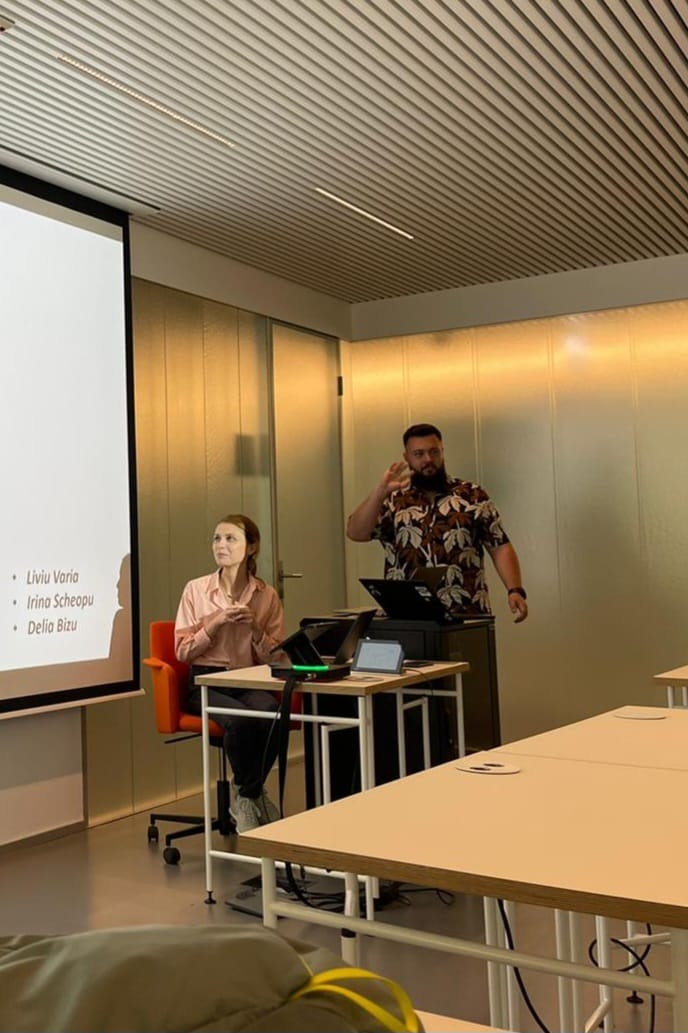 • Liviu Varia
• Irina Scheopu
• Delia Bizu